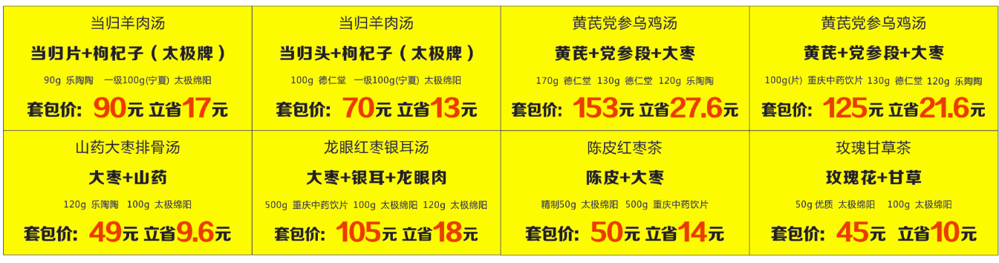 当归羊肉汤
当归片+枸杞子（太极牌）
90g 乐陶陶 一级100g(宁夏) 太极绵阳
套包价: 90元 立省17元
当归羊肉汤
当归头+枸杞子（太极牌）
100g 德仁堂 一级100g(宁夏) 太极绵阳
套包价: 70元 立省13元
黄芪党参乌鸡汤
黄芪+党参段+大枣
170g 德仁堂 130g 德仁堂 120g 乐陶陶
套包价: 153元 立省27.6元
黄芪党参乌鸡汤
黄芪+党参段+大枣
100g(片) 重庆中药饮片 130g 德仁堂 120g 乐陶陶
套包价: 125元 立省21.6元
山药大枣排骨汤
大枣+山药
120g 乐陶陶 100g 太极绵阳
套包价: 49元 立省9.6元
龙眼红枣银耳汤
大枣+银耳+龙眼肉
500g 重庆中药饮片 100g 太极绵阳 120g 太极绵阳
套包价: 105元 立省18元
陈皮红枣茶
陈皮+大枣
精制50g 太极绵阳 500g 重庆中药饮片
套包价: 50元 立省14元
玫瑰甘草茶
玫瑰花+甘草
50g 优质 太极绵阳 100g 太极绵阳
套包价: 45元 立省10元